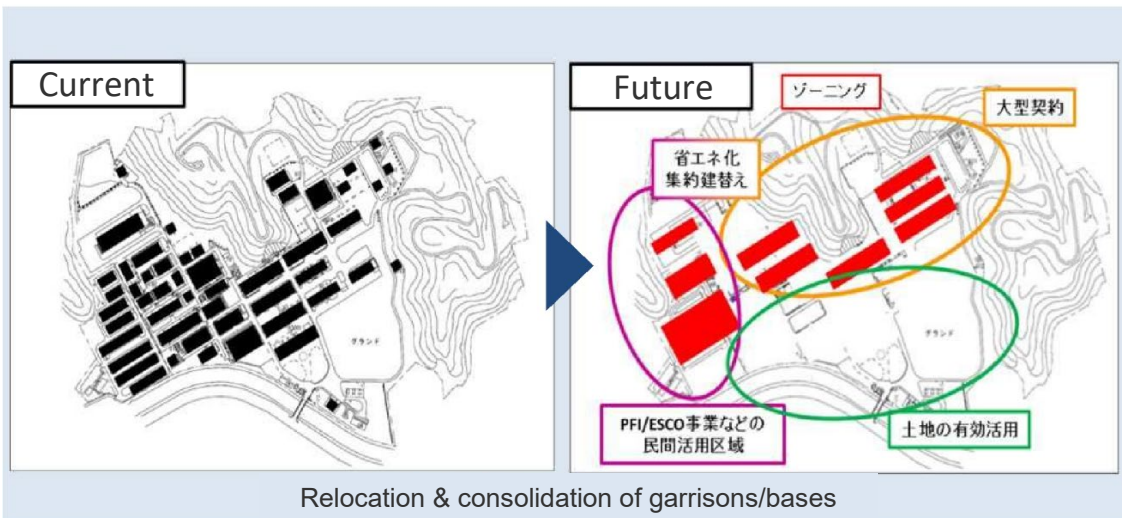 Current
グランド
Future
ゾーニング
大型契約
省エネ化
集約建替え
グランド
PFI/ESCO事業などの
民間活用区域
土地の有効活用
Relocation & consolidation of garrisons/bases